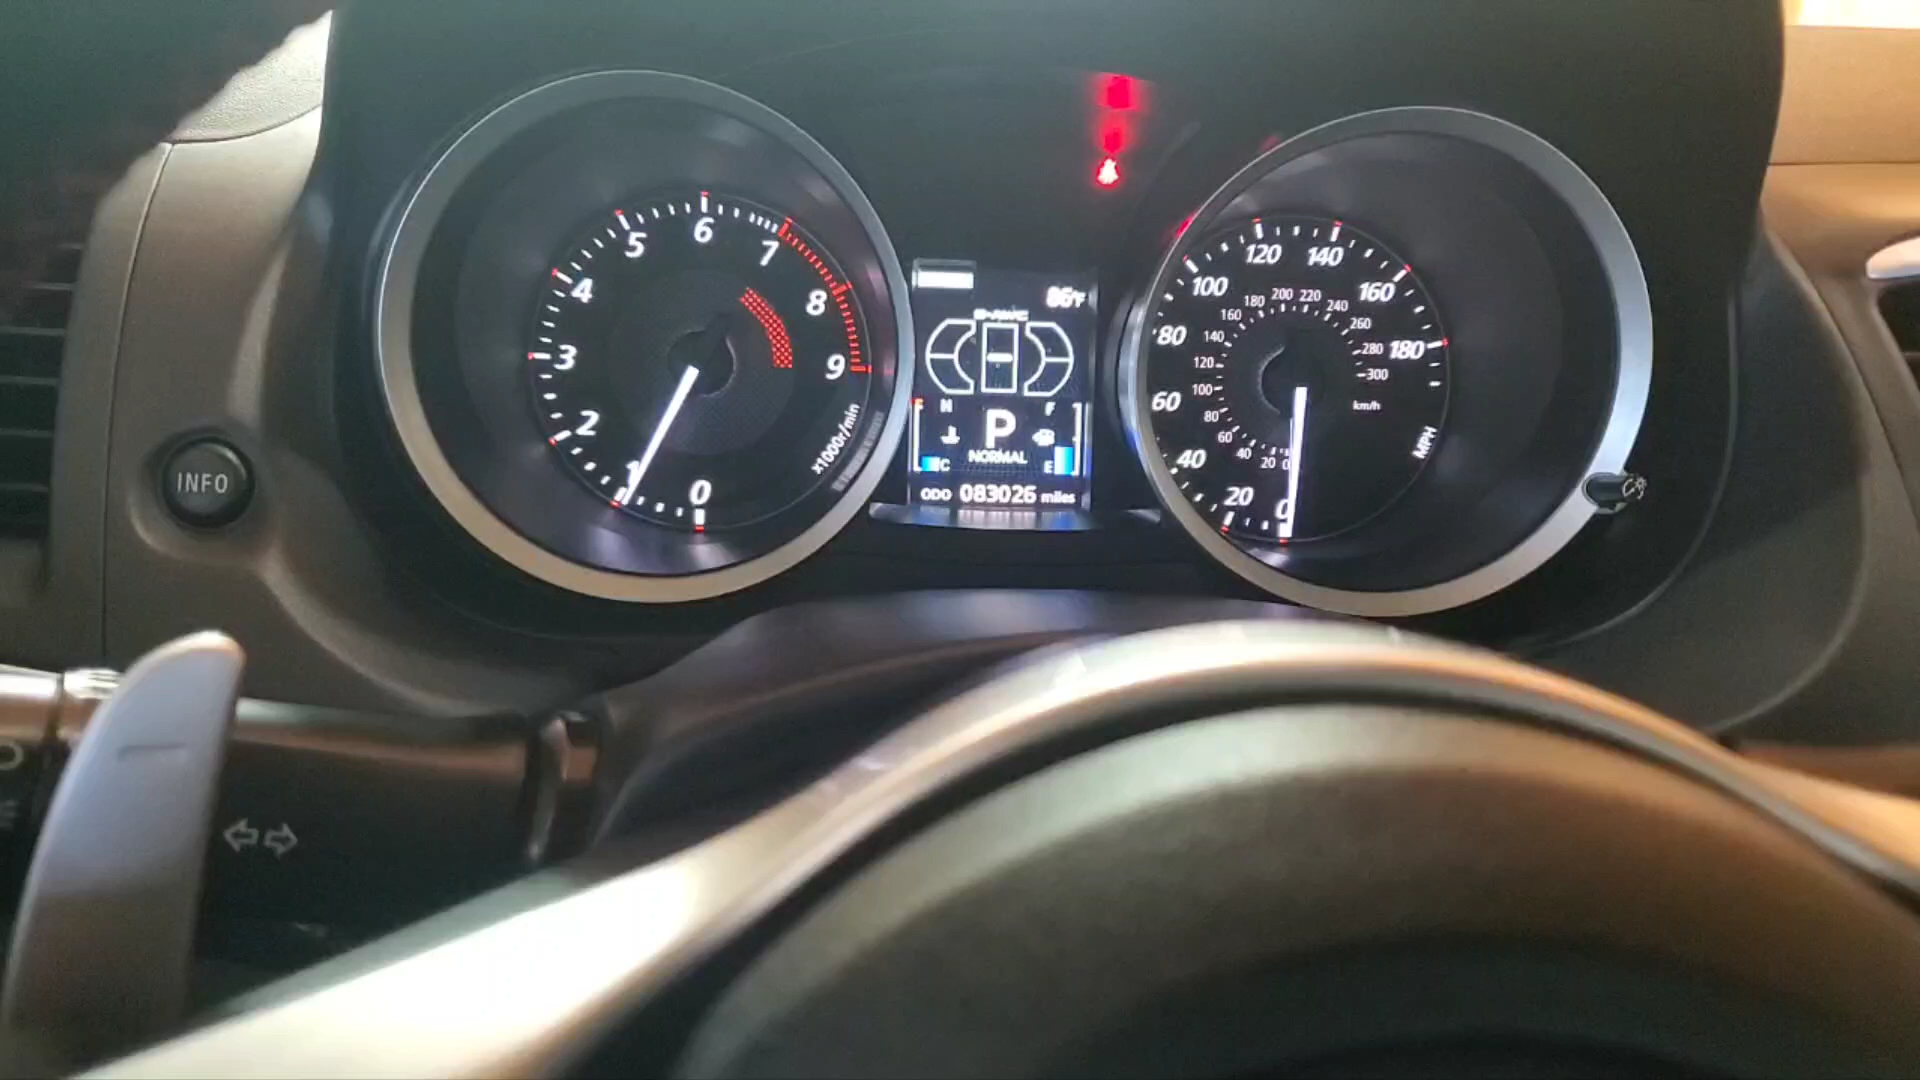 0
1
2
3
4
5
6
7
8
9
x1000r/min
86°F
S-AWC
N
F
P
NORMAL
C
E
ODO 083026 miles
0
20
40
60
80
100
120
140
160
180
MPH
0
20
40
60
80
100
120
140
160
180
200
220
240
260
280
300
km/h
INFO